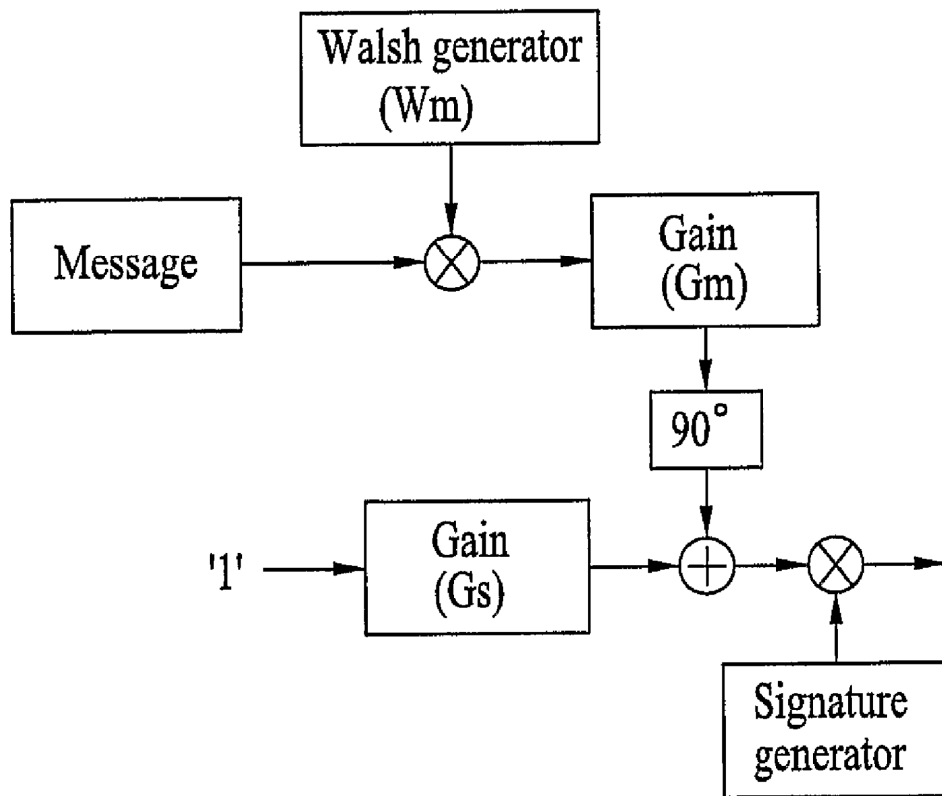 Walsh generator
(Wm)
Message
Gain
(Gm)
90°
'1'
Gain
(Gs)
Signature
generator